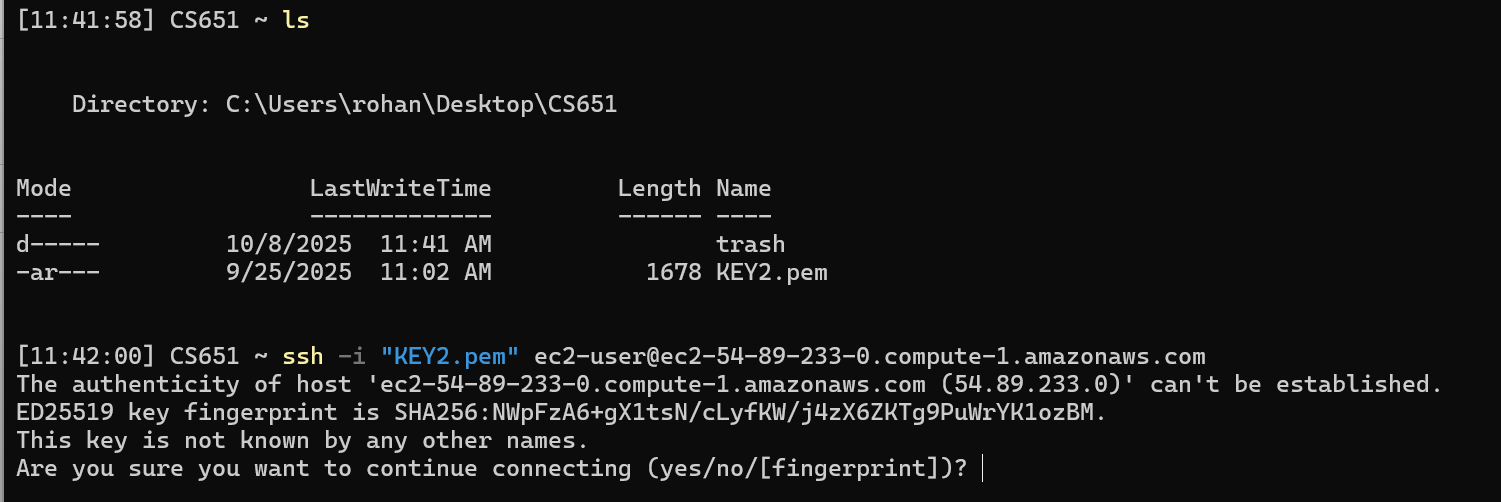 [11:41:58] CS651 ~ ls
Directory: C:\Users\rohan\Desktop\CS651
Mode LastWriteTime Length Name
---- ------------- ------ ----
d----- 10/8/2025 11:41 AM trash
-ar--- 9/25/2025 11:02 AM 1678 KEY2.pem
[11:42:00] CS651 ~ ssh -i "KEY2.pem" ec2-user@ec2-54-89-233-0.compute-1.amazonaws.com
The authenticity of host 'ec2-54-89-233-0.compute-1.amazonaws.com (54.89.233.0)' can't be established.
ED25519 key fingerprint is SHA256:NWpFzA6+gX1tsN/cLyfKW/j4zX6ZKTg9PuWrYK1ozBM.
This key is not known by any other names.
Are you sure you want to continue connecting (yes/no/[fingerprint])?